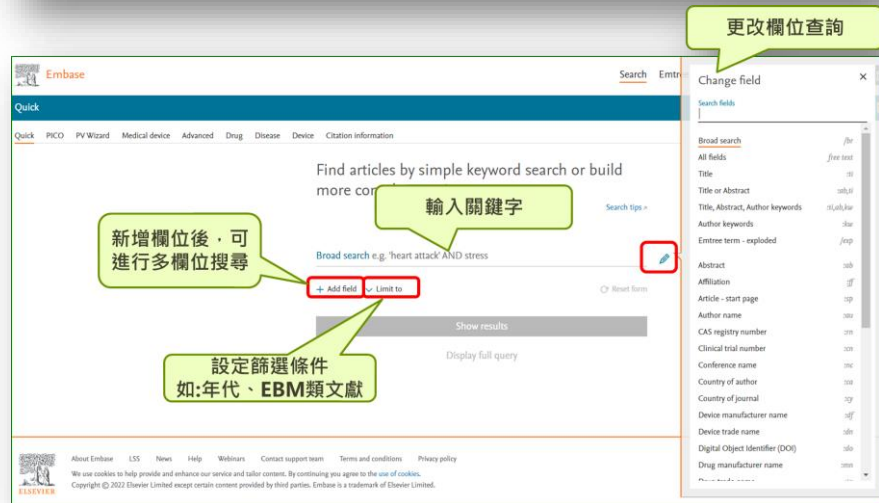 更改欄位查詢
Embase
Search Emtre
Quick
Quick PICO PV Wizard Medical device Advanced Drug Disease Device Citation information
Find articles by simple keyword search or build
more
Search tips >
輸入關鍵字
新增欄位後,可
進行多欄位搜尋
Broad search e.g. 'heart attack' AND stress
+ Add field Limit to
Reset form
Show results
Display full query
設定篩選條件
如:年代、EBM類文獻
Change field ×
Search fields
Broad search /br
All fields free text
Title :ti
Title or Abstract :ab,ti
Title, Abstract, Author keywords :ti,ab,kw
Author keywords :kw
Emtree term - exploded /exp
Abstract :ab
Affiliation :ff
Article - start page :sp
Author name :au
CAS registry number :rn
Clinical trial number :cn
Conference name :nc
Country of author
Country of journal :cy
Device manufacturer name :df
Device trade name :dn
Digital Object Identifier (DOI) :do
Drug manufacturer name :mn
ELSEVIER
About Embase LSS News Help Webinars Contact support team Terms and conditions Privacy policy
We use cookies to help provide and enhance our service and tailor content. By continuing you agree to the use of cookies.
Copyright © 2022 Elsevier Limited except certain content provided by third parties. Embase is a trademark of Elsevier Limited.